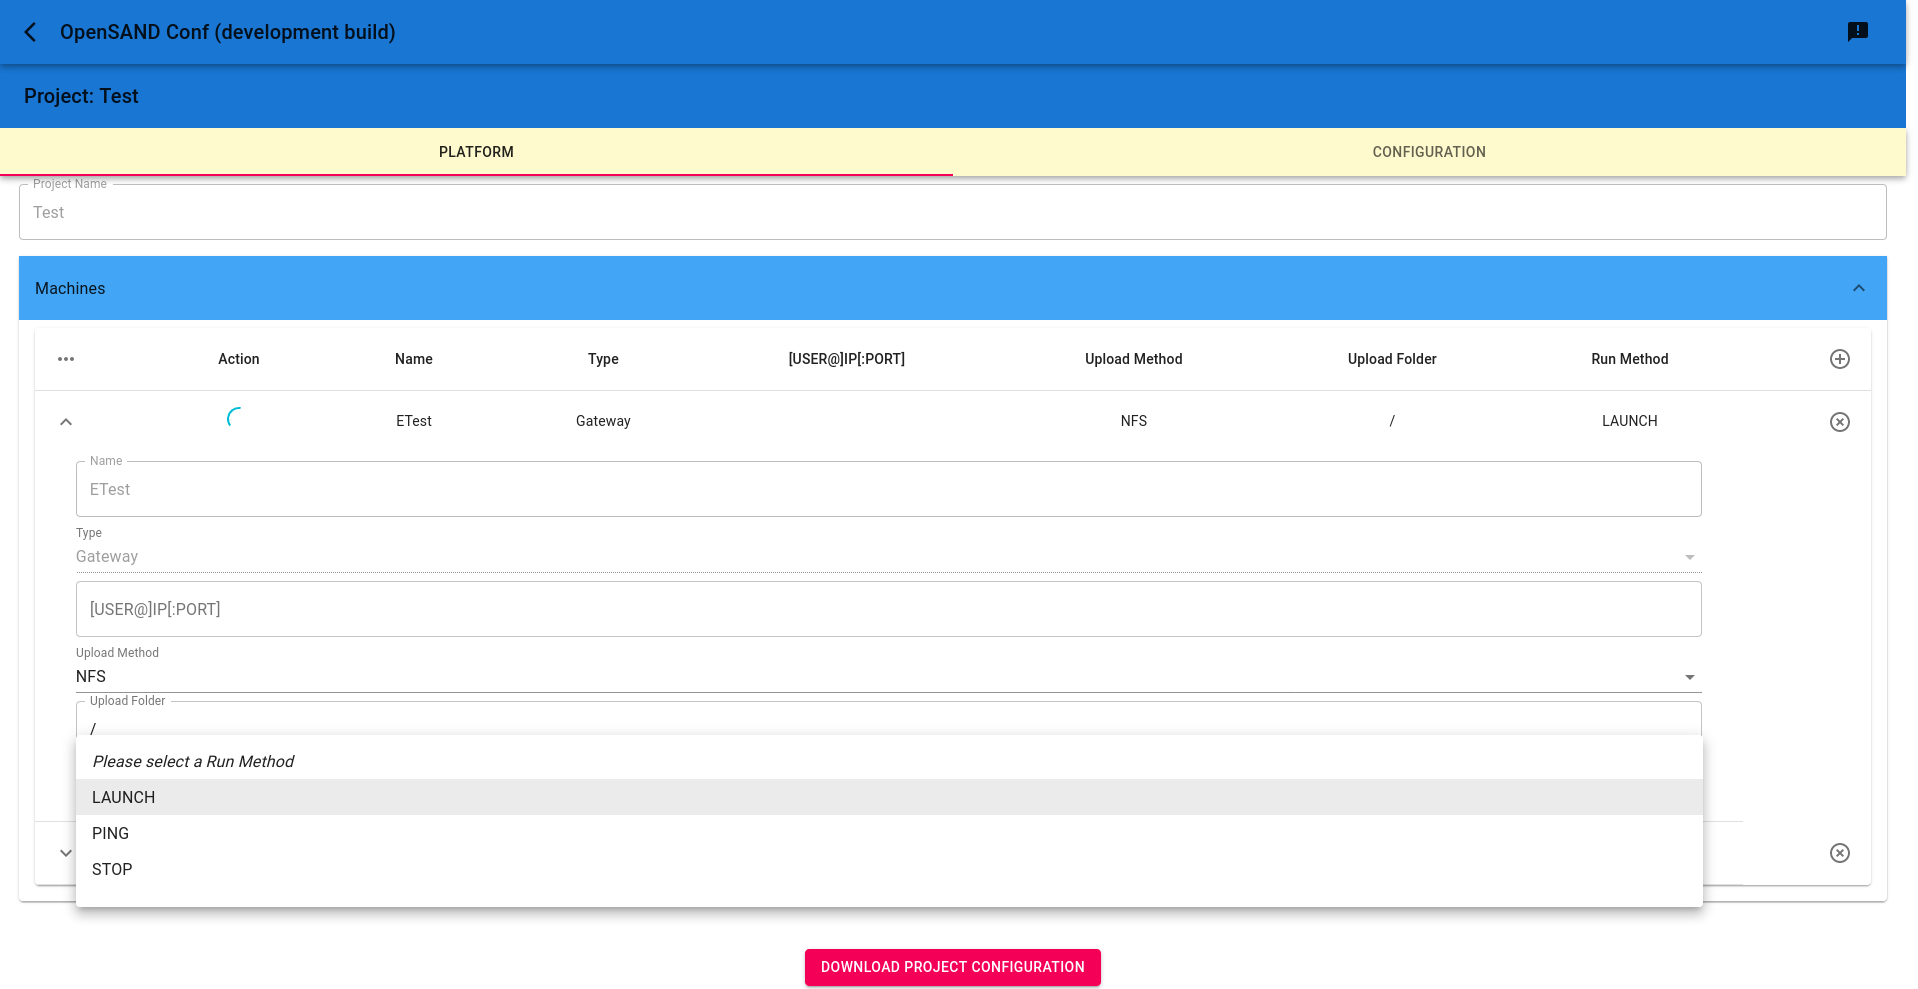 OpenSAND Conf (development build)
Project: Test
PLATFORM CONFIGURATION
Project Name
Test
Machines
Action Name Type [USER@]IP[:PORT] Upload Method Upload Folder Run Method
ETest Gateway NFS / LAUNCH
Name
ETest
Type
Gateway
[USER@]IP[:PORT]
Upload Method
NFS
Upload Folder
/
Please select a Run Method
LAUNCH
PING
STOP
DOWNLOAD PROJECT CONFIGURATION